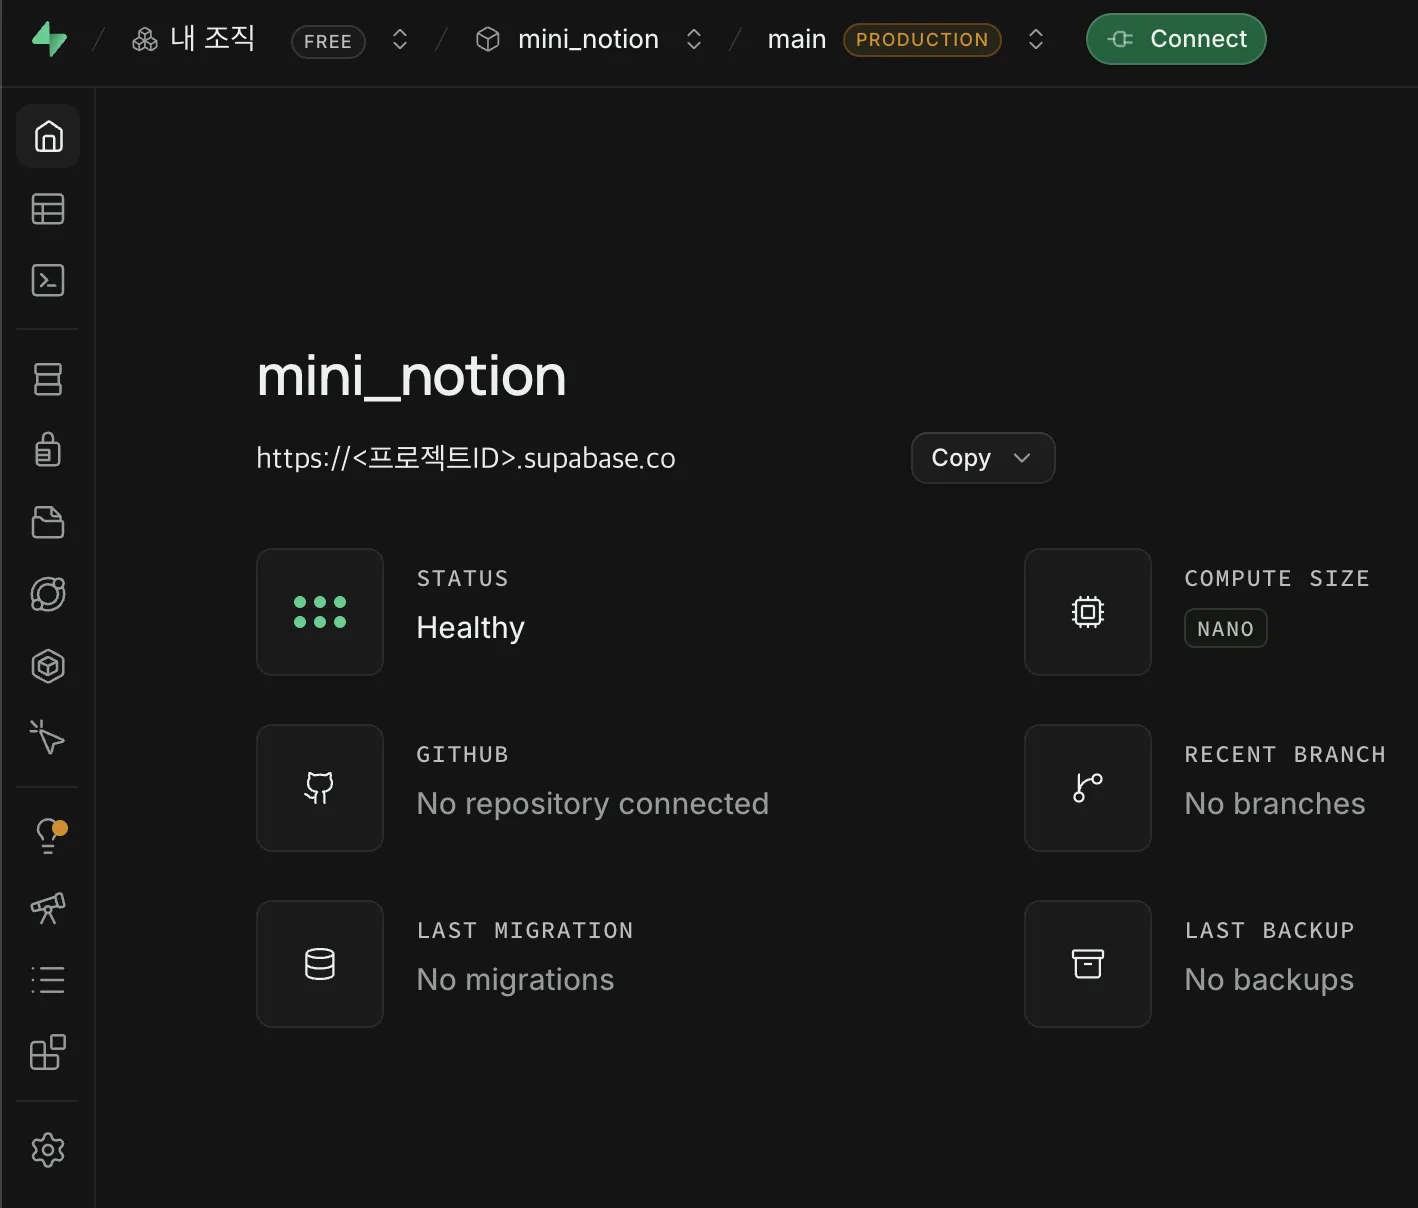 내 조직 FREE mini_notion main PRODUCTION Connect
mini_notion
https://<프로젝트ID>.supabase.co Copy
STATUS
Healthy
COMPUTE SIZE
NANO
GITHUB
No repository connected
RECENT BRANCH
No branches
LAST MIGRATION
No migrations
LAST BACKUP
No backups